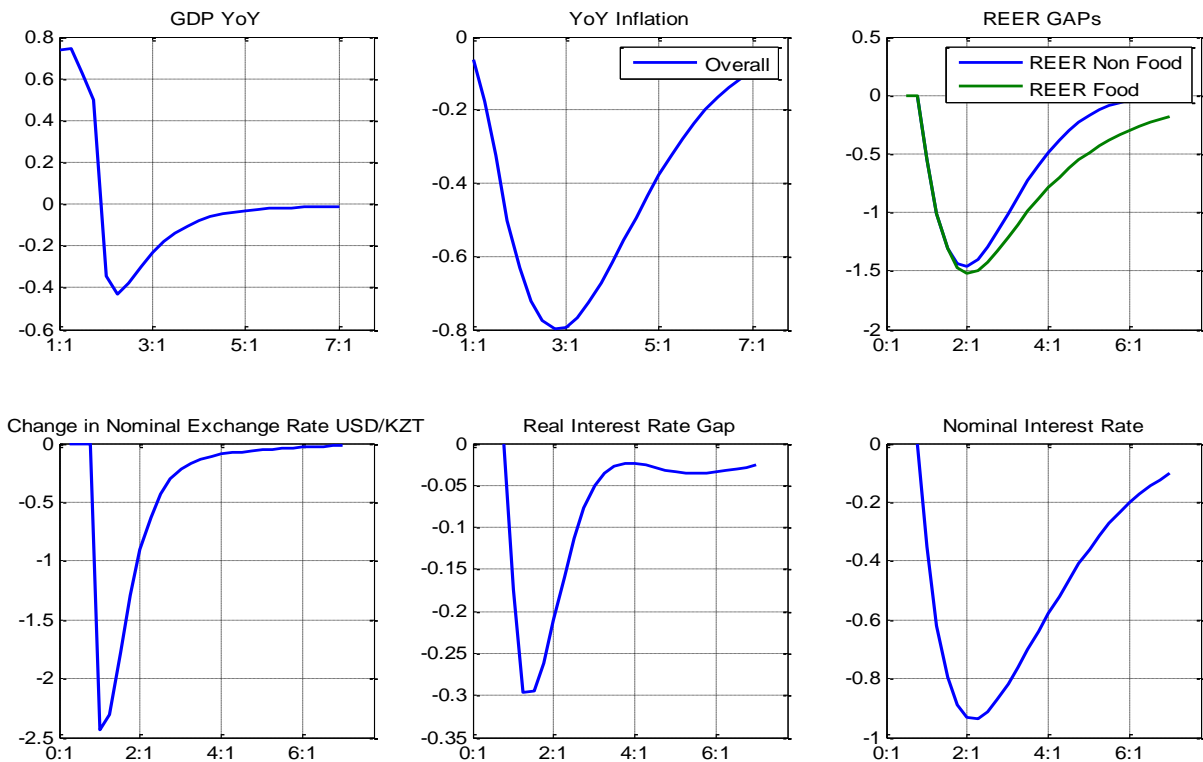 GDP YoY
0.8
0.6
0.4
0.2
0
-0.2
-0.4
-0.6
1:1 3:1 5:1 7:1
YoY Inflation
0
-0.2
-0.4
-0.6
-0.8
1:1 3:1 5:1 7:1
Overall
REER GAPs
0.5
0
-0.5
-1
-1.5
-2
0:1 2:1 4:1 6:1
REER Non Food
REER Food
Change in Nominal Exchange Rate USD/KZT
0
-0.5
-1
-1.5
-2
-2.5
0:1 2:1 4:1 6:1
Real Interest Rate Gap
0
-0.05
-0.1
-0.15
-0.2
-0.25
-0.3
-0.35
0:1 2:1 4:1 6:1
Nominal Interest Rate
0
-0.2
-0.4
-0.6
-0.8
-1
0:1 2:1 4:1 6:1